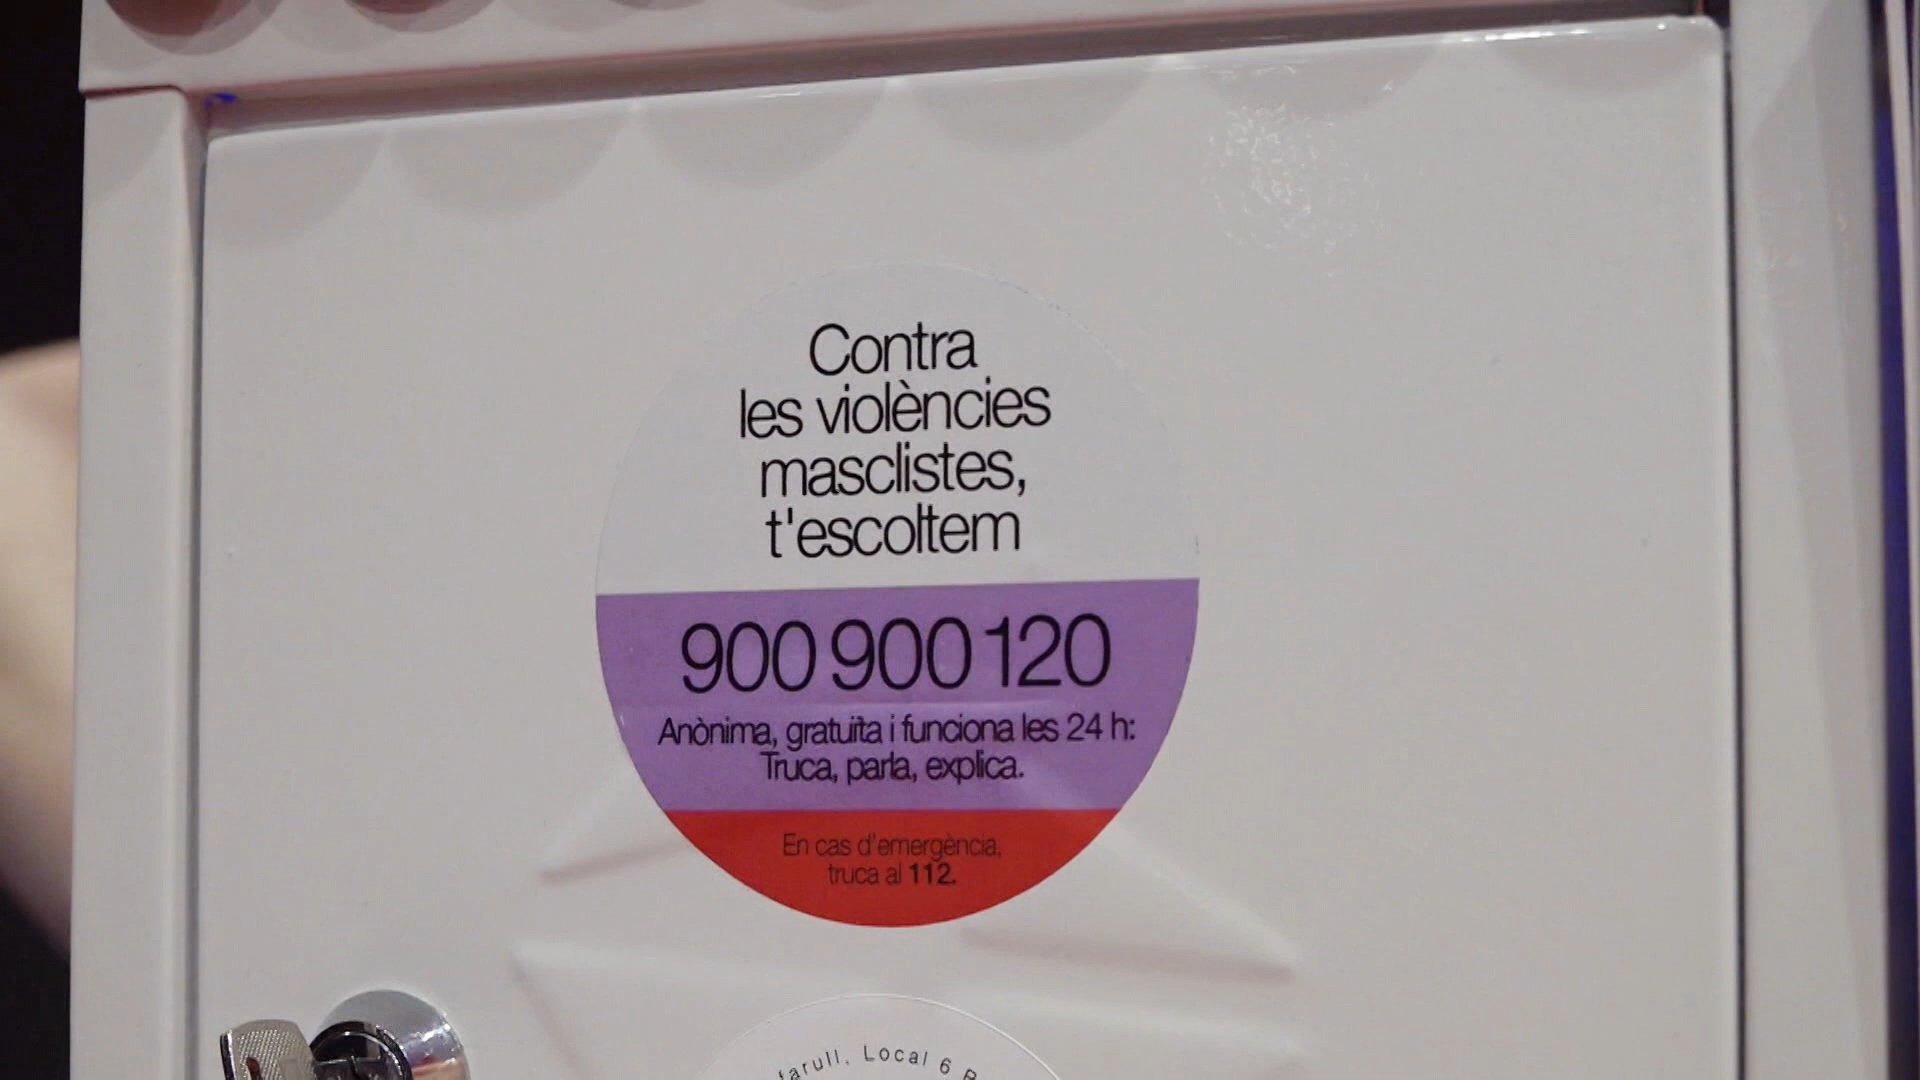 Contra
les violències
masclistes,
t'escoltem
900 900 120
Anònima, gratuïta i funciona les 24 h:
Truca, parla, explica.
En cas d'emergència,
truca al 112.
Local 6